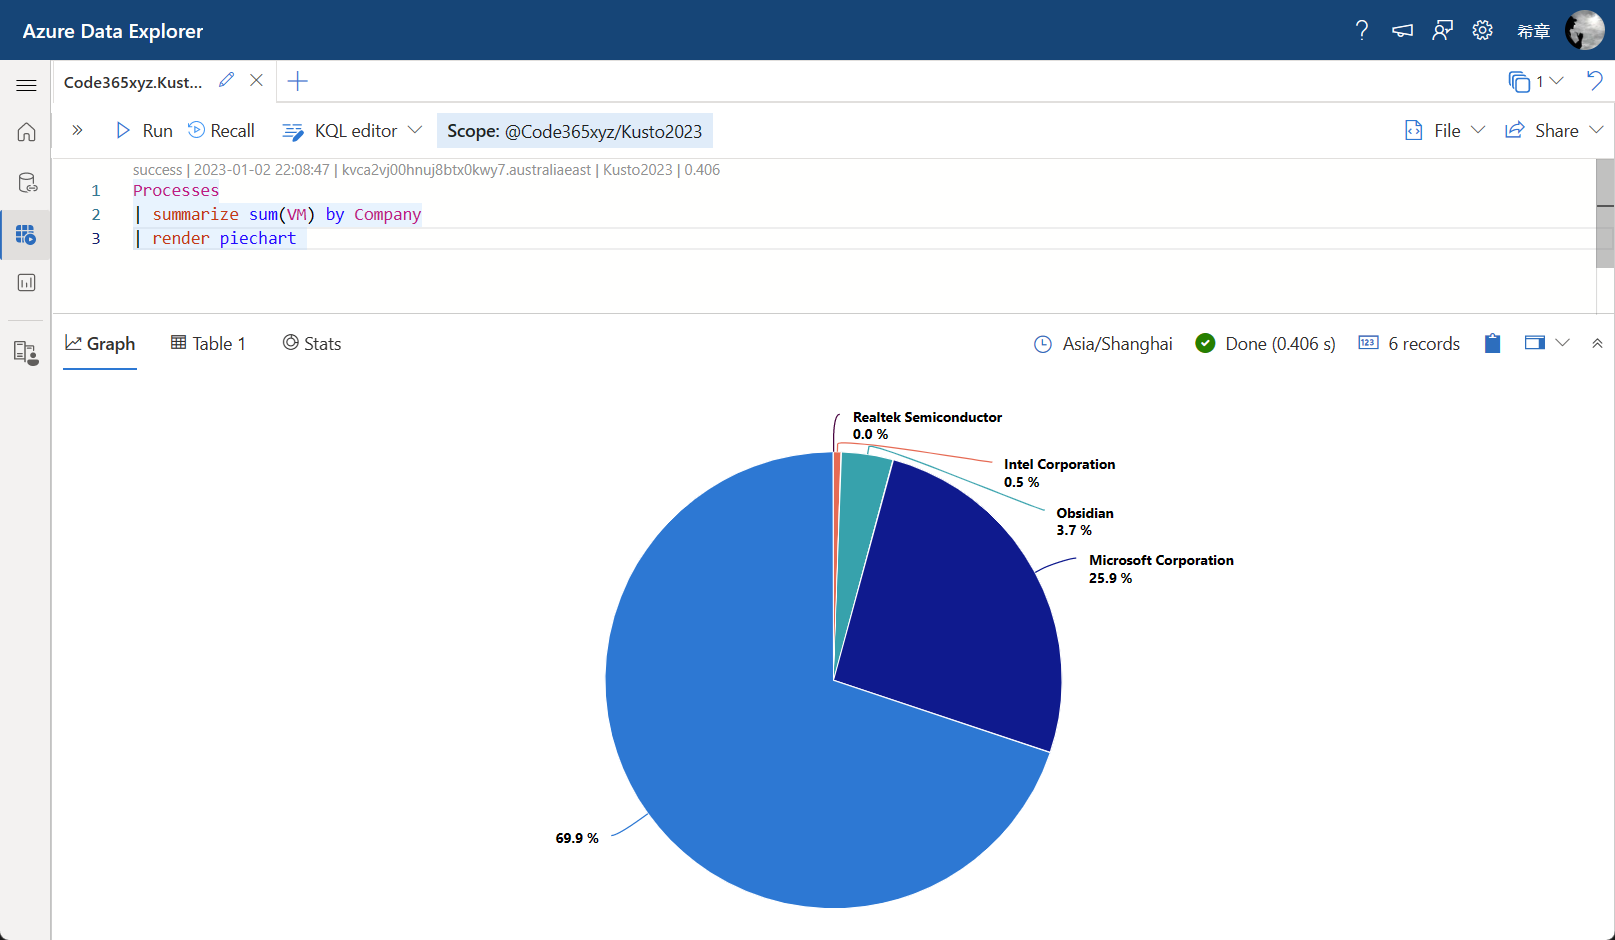 Azure Data Explorer
希章
Code365xyz.Kust...
1
Run
Recall
KQL editor
Scope: @Code365xyz/Kusto2023
File
Share
success | 2023-01-02 22:08:47 | kvca2vj00hnuj8btx0kwy7.australiaeast | Kusto2023 | 0.406
1 Processes
2 | summarize sum(VM) by Company
3 | render piechart
Graph
Table 1
Stats
Asia/Shanghai
Done (0.406 s)
123
6 records
Realtek Semiconductor
0.0 %
Intel Corporation
0.5 %
Obsidian
3.7 %
Microsoft Corporation
25.9 %
69.9 %